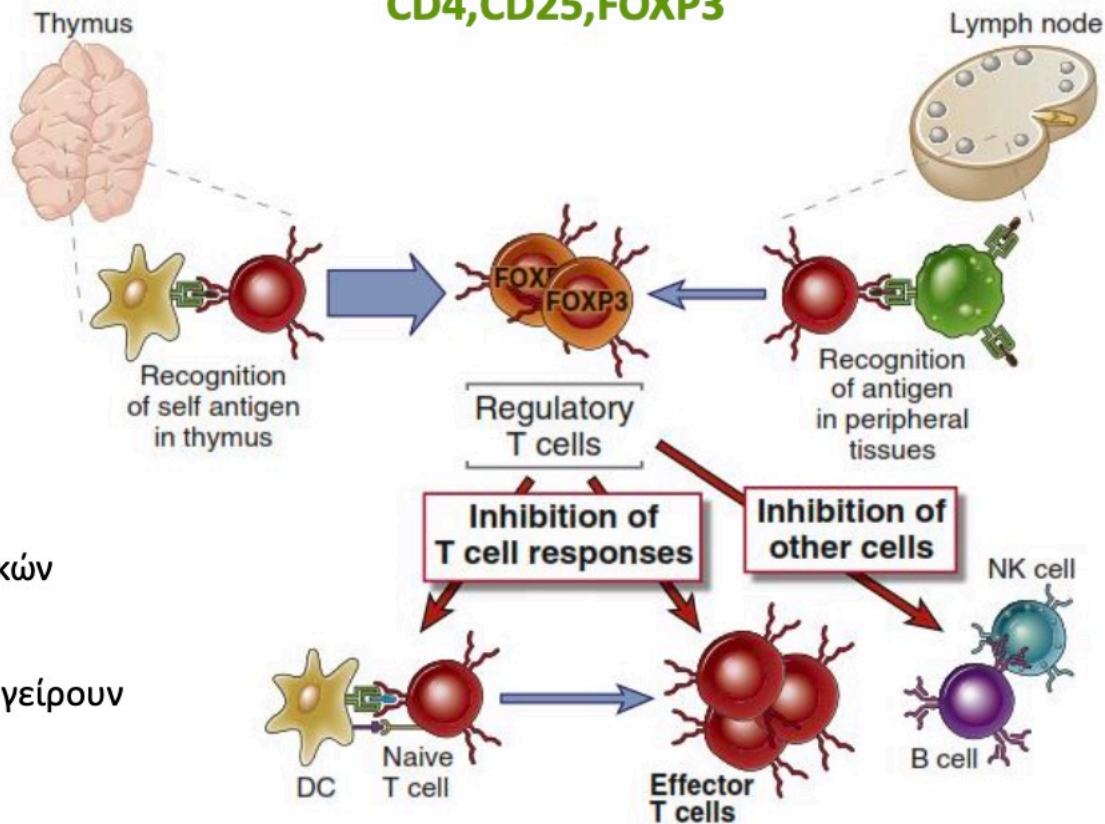 CD4,CD25,FOXP3
Thymus
Lymph node
FOXP3
Recognition
of self antigen
in thymus
Recognition
of antigen
in peripheral
tissues
Regulatory
T cells
Inhibition of
T cell responses
Inhibition of
other cells
κών
γείρουν
NK cell
B cell
DC
Naive
T cell
Effector
T cells